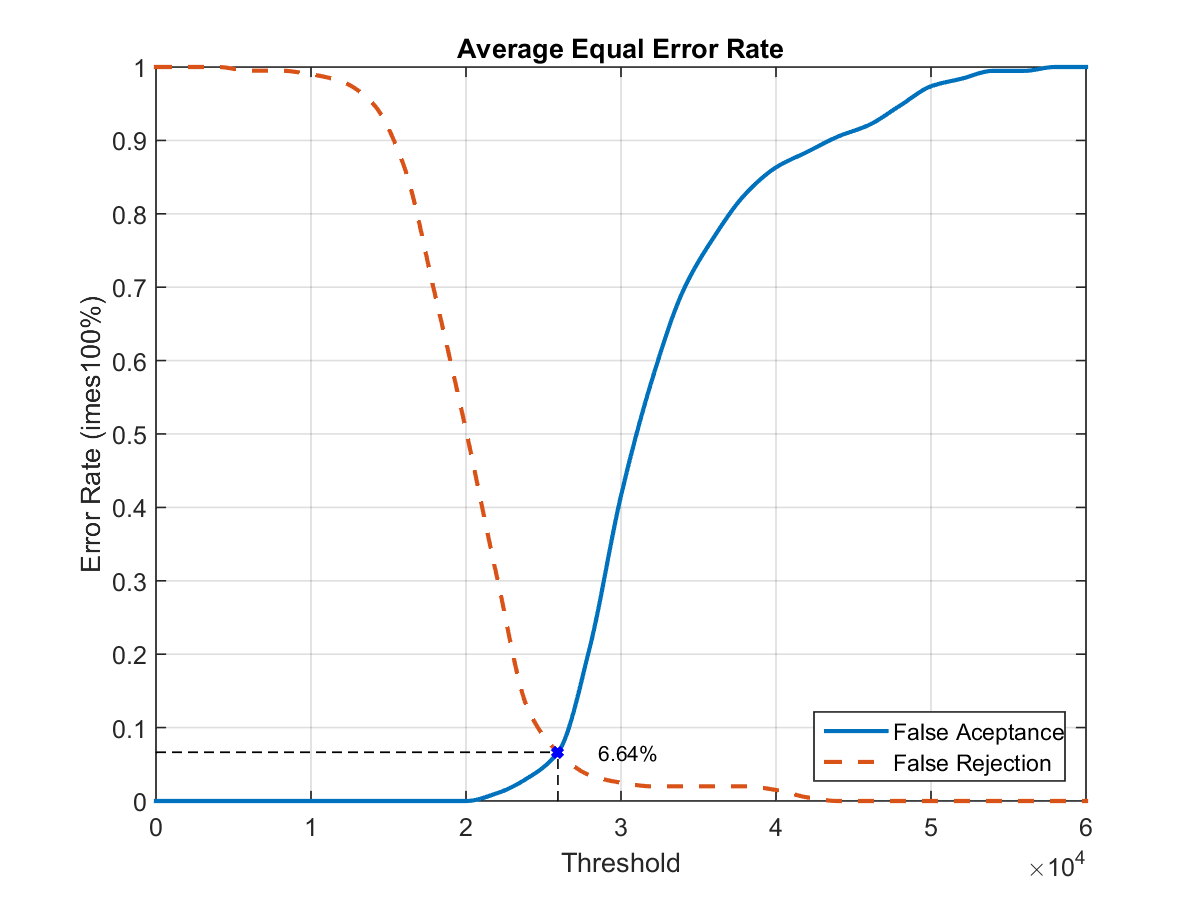 Average Equal Error Rate
Error Rate (imes100%)
1
0.9
0.8
0.7
0.6
0.5
0.4
0.3
0.2
0.1
0
6.64%
False Aceptance
False Rejection
0 1 2 3 4 5 6
Threshold
×10⁴